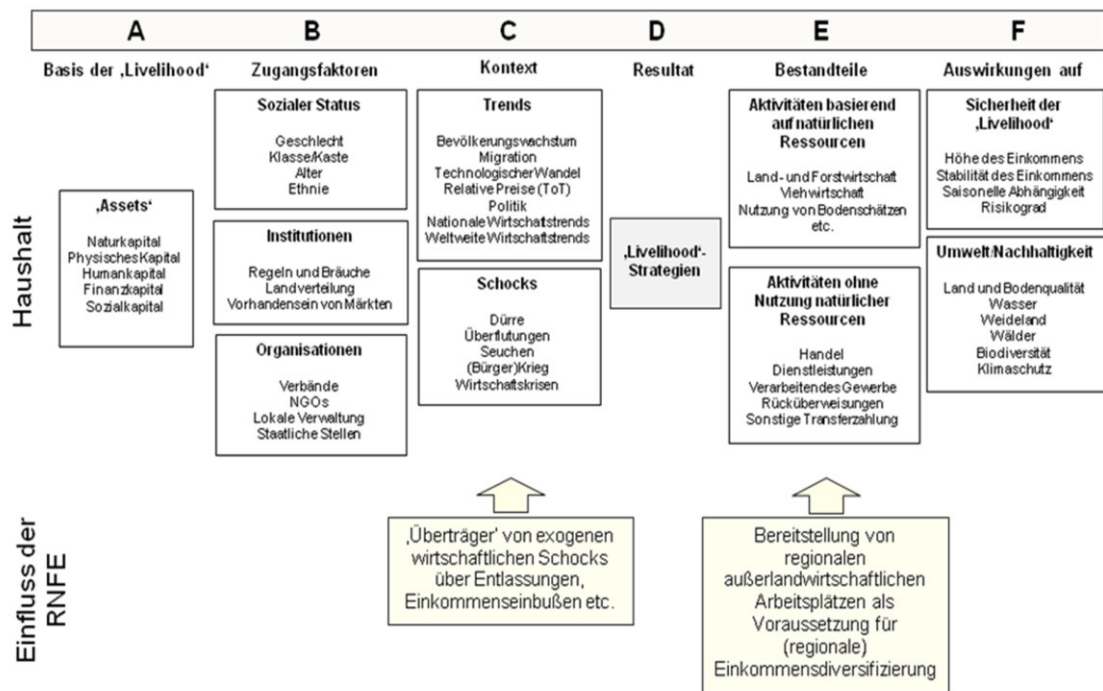 A
B
C
D
E
F
Basis der ‚Livelihood‘
Zugangsfaktoren
Kontext
Resultat
Bestandteile
Auswirkungen auf
Haushalt
‚Assets‘
Naturkapital
Physisches Kapital
Humankapital
Finanzkapital
Sozialkapital
Sozialer Status
Geschlecht
Klasse/Kaste
Alter
Ethnie
Institutionen
Regeln und Bräuche
Landverteilung
Vorhandensein von Märkten
Organisationen
Verbände
NGOs
Lokale Verwaltung
Staatliche Stellen
Trends
Bevölkerungswachstum
Migration
Technologischer Wandel
Relative Preise (ToT)
Politik
Nationale Wirtschaftstrends
Weltweite Wirtschaftstrends
Schocks
Dürre
Überflutungen
Seuchen
(Bürger)Krieg
Wirtschaftskrisen
‚Livelihood‘-
Strategien
Aktivitäten basierend
auf natürlichen
Ressourcen
Land- und Forstwirtschaft
Viehwirtschaft
Nutzung von Bodenschätzen
etc.
Aktivitäten ohne
Nutzung natürlicher
Ressourcen
Handel
Dienstleistungen
Verarbeitendes Gewerbe
Rücküberweisungen
Sonstige Transferzahlung
Sicherheit der
‚Livelihood‘
Höhe des Einkommens
Stabilität des Einkommens
Saisonelle Abhängigkeit
Risikograd
Umwelt/Nachhaltigkeit
Land und Bodenqualität
Wasser
Weideland
Wälder
Biodiversität
Klimaschutz
Einfluss der
RNFE
‚Überträger‘ von exogenen
wirtschaftlichen Schocks
über Entlassungen,
Einkommenseinbußen etc.
Bereitstellung von
regionalen
außerlandwirtschaftlichen
Arbeitsplätzen als
Voraussetzung für
(regionale)
Einkommensdiversifizierung